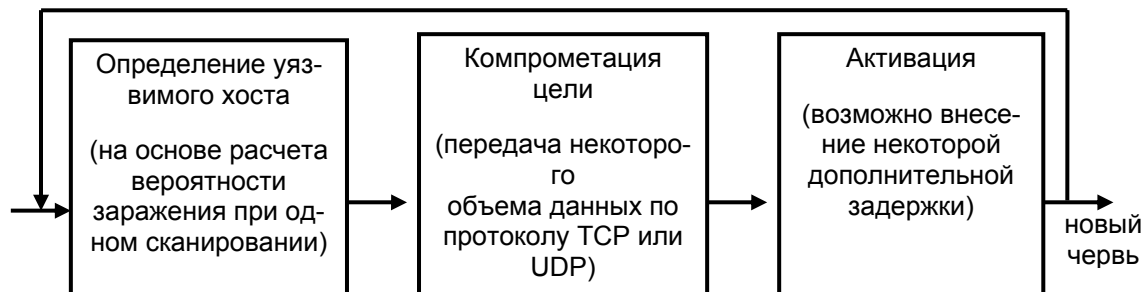 Определение уяз-
вимого хоста
(на основе расчета
вероятности
заражения при од-
ном сканировании)
Компрометация
цели
(передача некоторо-
го
объема данных по
протоколу TCP или
UDP)
Активация
(возможно внесе-
ние некоторой
дополнительной
задержки)
новый
червь